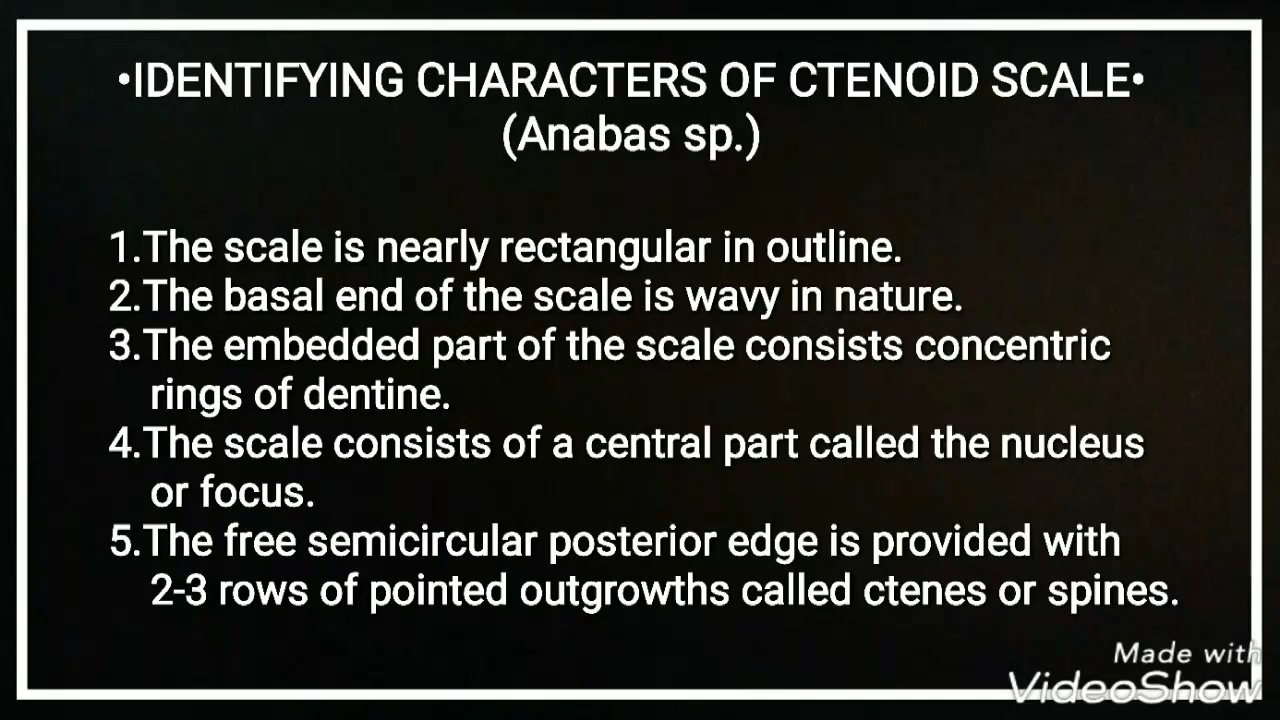 •IDENTIFYING CHARACTERS OF CTENOID SCALE•
(Anabas sp.)
1.The scale is nearly rectangular in outline.
2.The basal end of the scale is wavy in nature.
3.The embedded part of the scale consists concentric
rings of dentine.
4.The scale consists of a central part called the nucleus
or focus.
5.The free semicircular posterior edge is provided with
2-3 rows of pointed outgrowths called ctenes or spines.
Made with
VideoShow